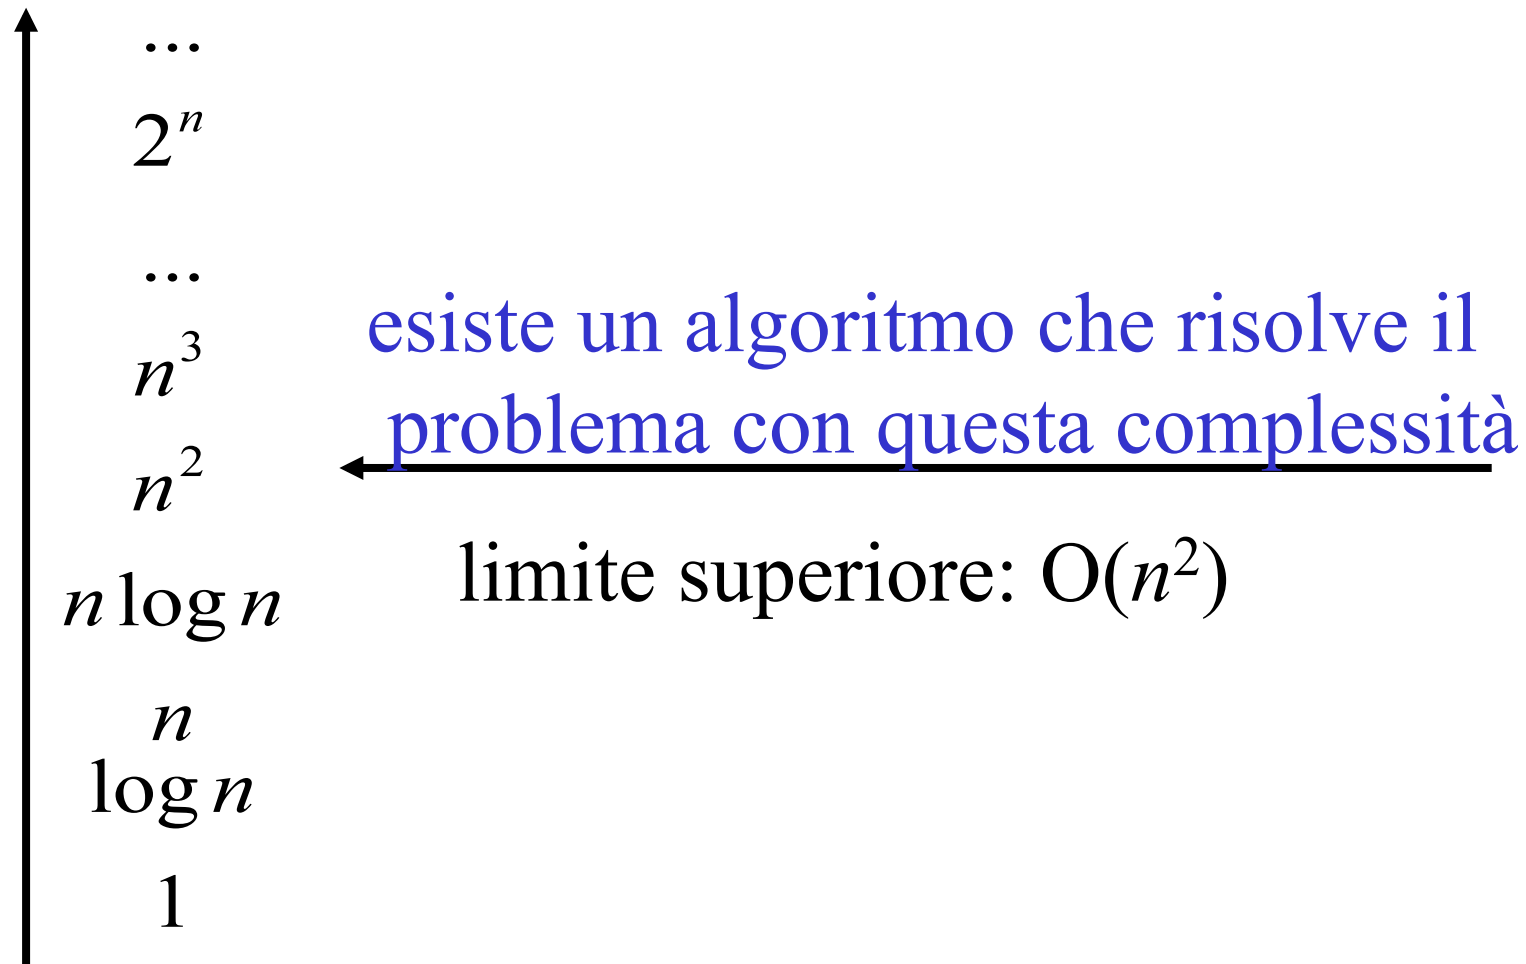 ...
2^n
...
n^3
n^2
n log n
n
log n
1
esiste un algoritmo che risolve il
problema con questa complessità
limite superiore: O(n^2)